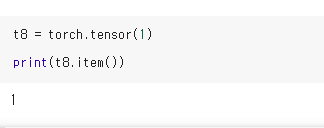 t8 = torch.tensor(1)
print(t8.item())
1